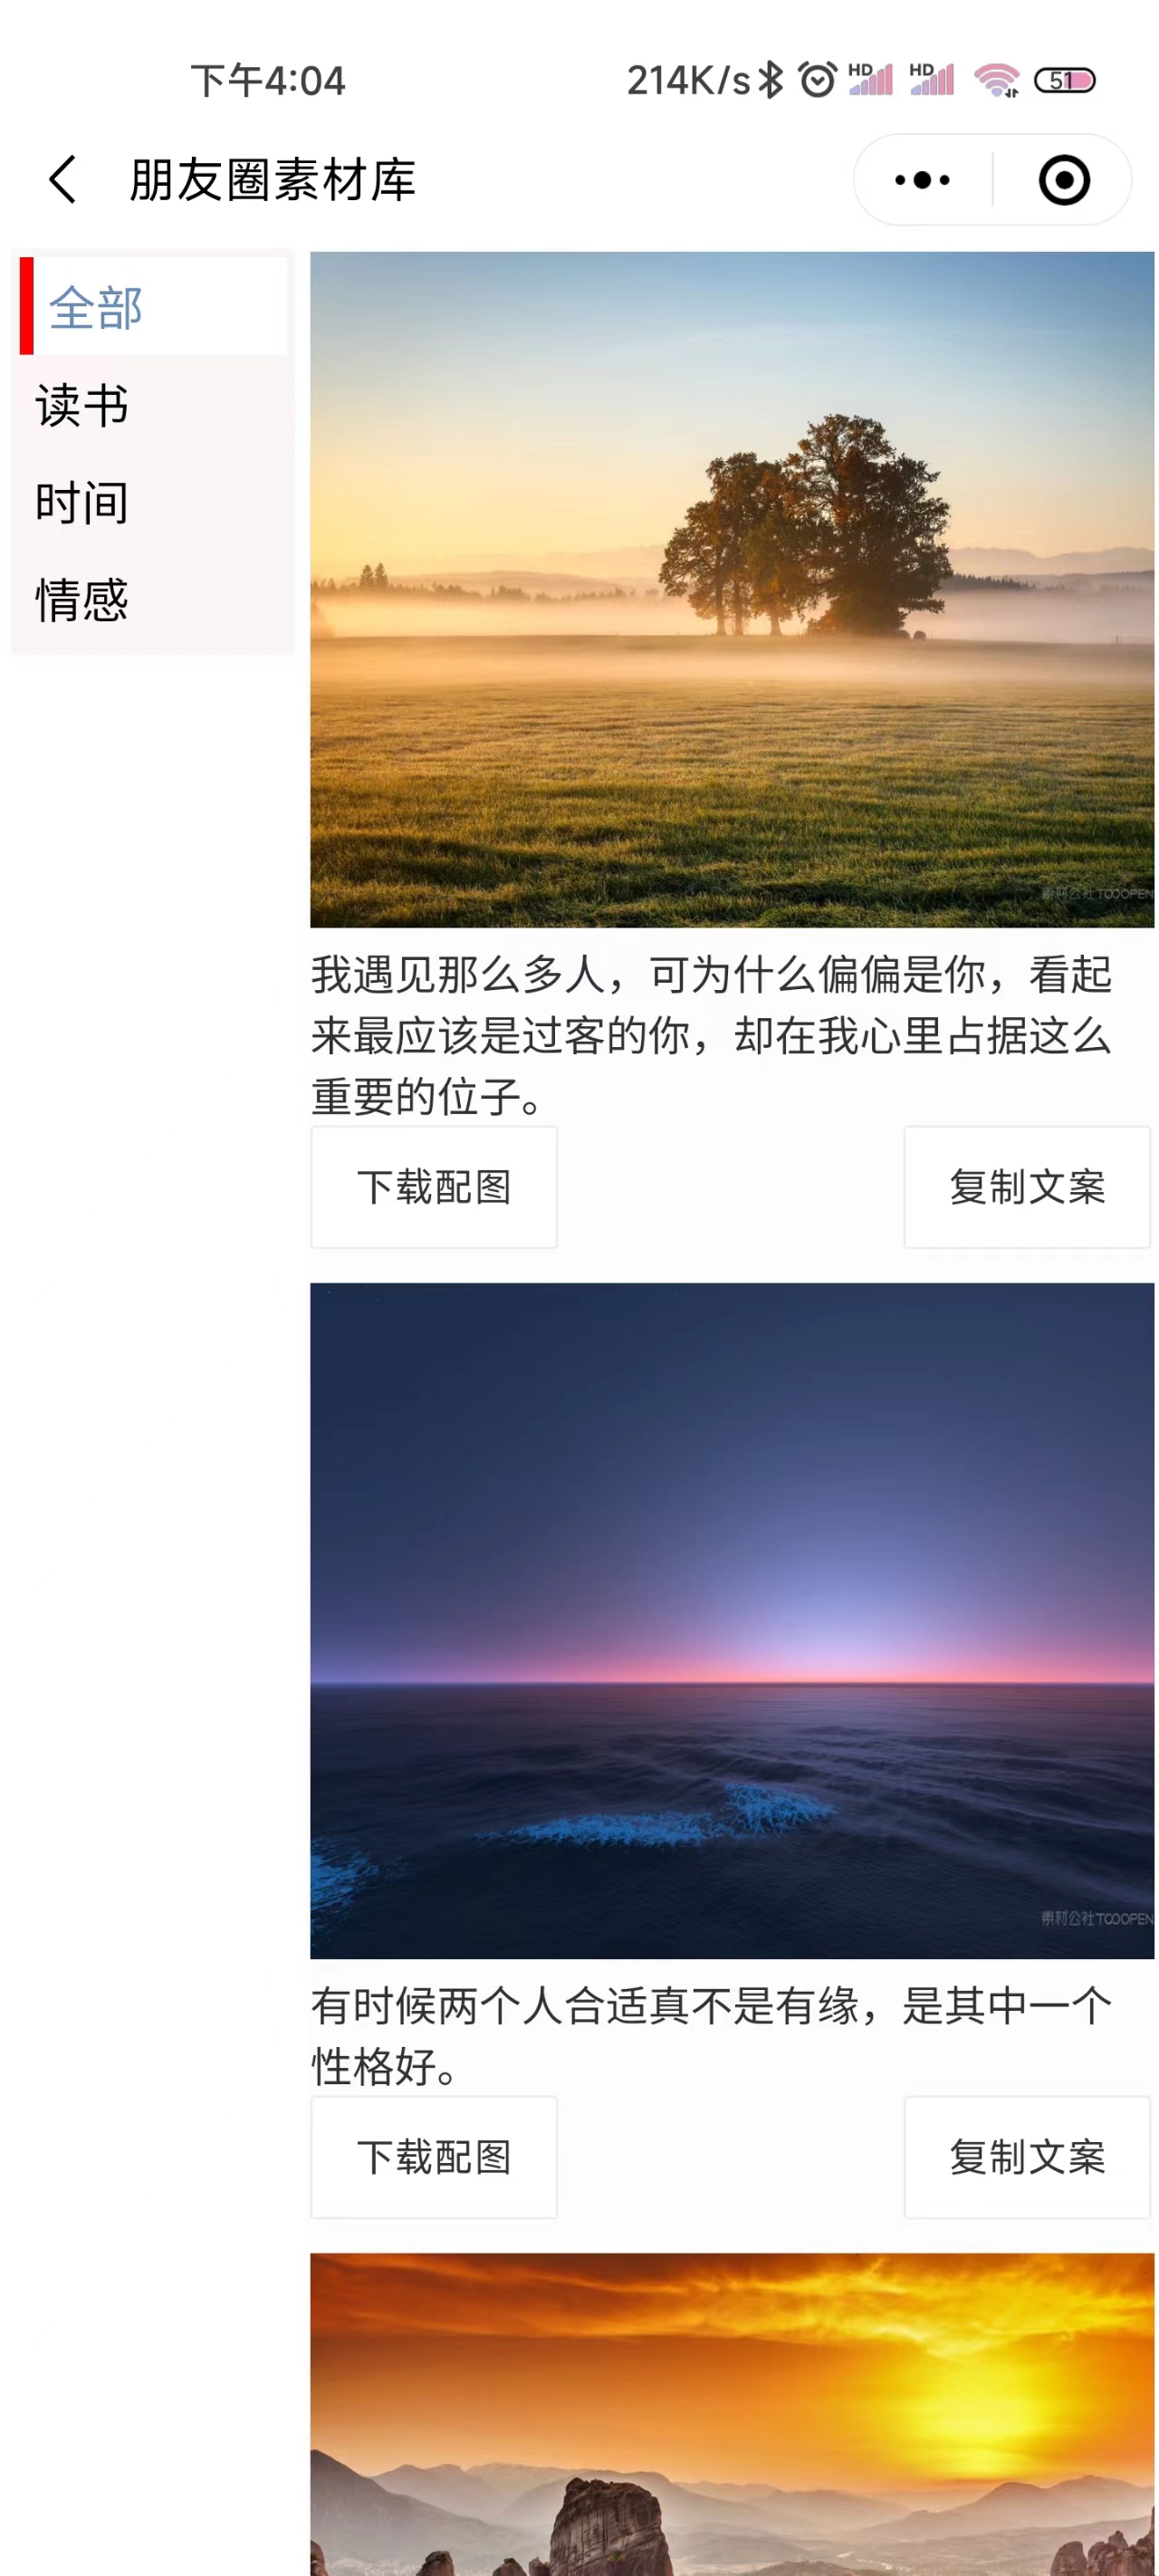 下午4:04
214K/s
HD
HD
51
朋友圈素材库
全部
读书
时间
情感
素材公社 TOOOPEN
我遇见那么多人，可为什么偏偏是你，看起
来最应该是过客的你，却在我心里占据这么
重要的位子。
下载配图
复制文案
素材公社 TOOOPEN
有时候两个人合适真不是有缘，是其中一个
性格好。
下载配图
复制文案